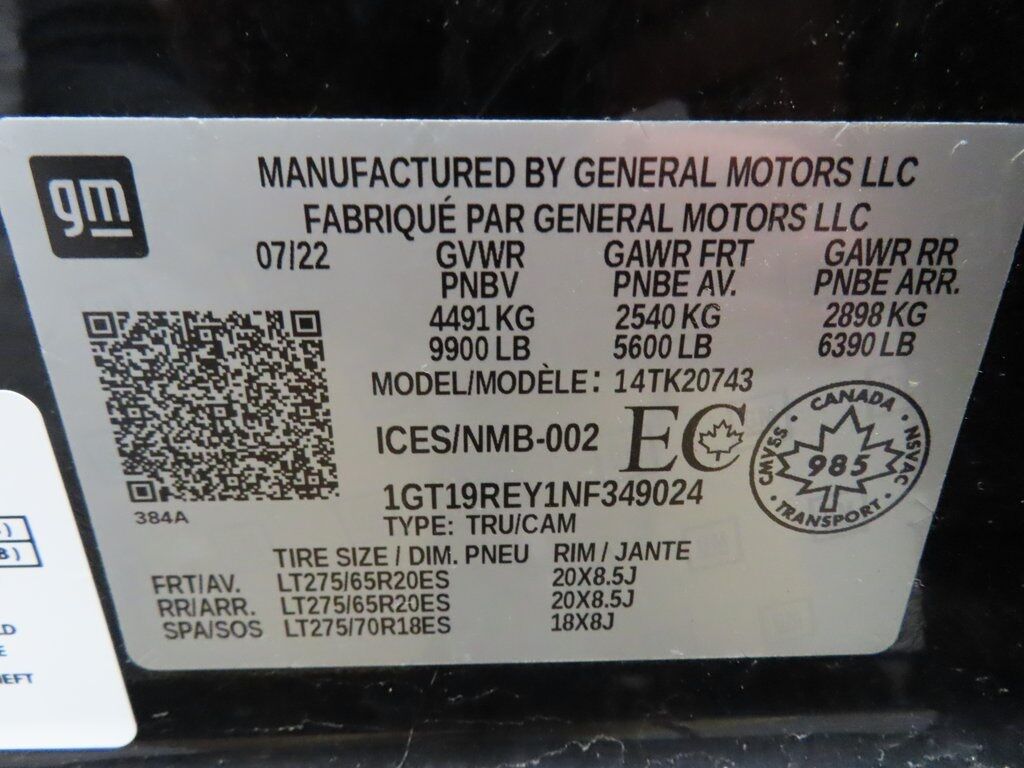 gm
MANUFACTURED BY GENERAL MOTORS LLC
FABRIQUÉ PAR GENERAL MOTORS LLC
07/22 GVWR GAWR FRT GAWR RR
PNBV PNBE AV. PNBE ARR.
4491 KG 2540 KG 2898 KG
9900 LB 5600 LB 6390 LB
MODEL/MODÈLE: 14TK20743
ICES/NMB-002 EC
CANADA
CMVSS 985 NSVAC
TRANSPORT
1GT19REY1NF349024
384A
TYPE: TRU/CAM
TIRE SIZE / DIM. PNEU RIM / JANTE
FRT/AV. LT275/65R20ES 20X8.5J
RR/ARR. LT275/65R20ES 20X8.5J
SPA/SOS LT275/70R18ES 18X8J